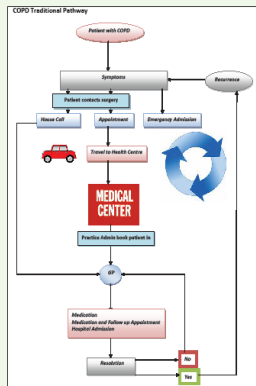 COPD Traditional Pathway
Patient with COPD
Symptoms
Recurrence
Patient contacts surgery
House Call
Appointment
Emergency Admission
Travel to Health Centre
MEDICAL
CENTER
Practice Admin book patient in
GP
Medication
Medication and Follow up Appointment
Hospital Admission
Resolution
No
Yes